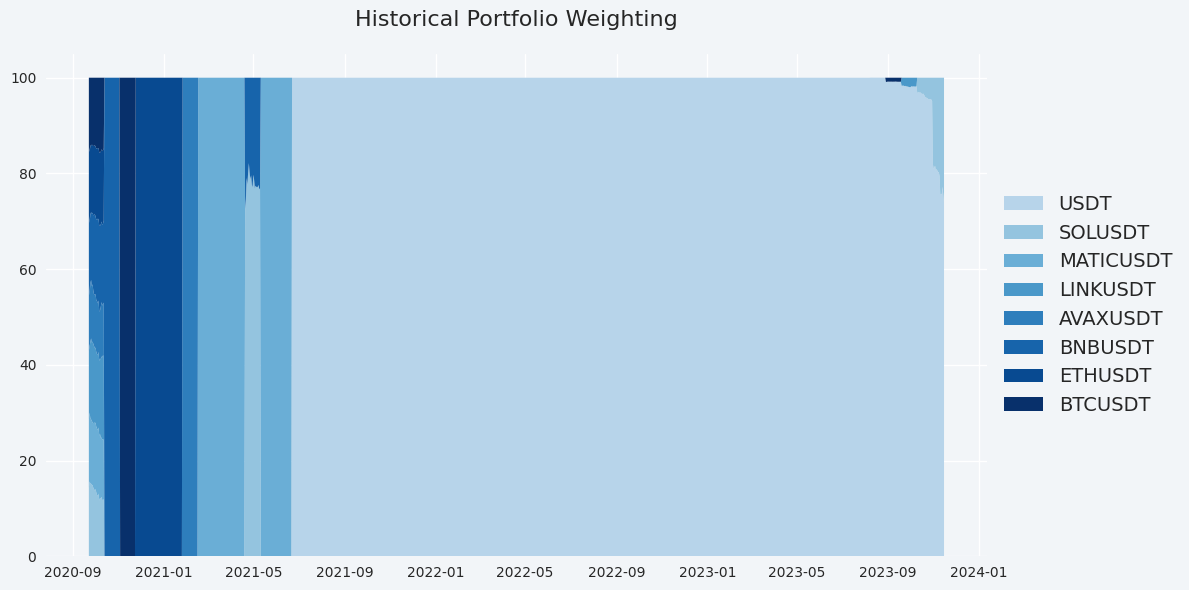 Historical Portfolio Weighting
100
80
60
40
20
0
2020-09 2021-01 2021-05 2021-09 2022-01 2022-05 2022-09 2023-01 2023-05 2023-09 2024-01
USDT
SOLUSDT
MATICUSDT
LINKUSDT
AVAXUSDT
BNBUSDT
ETHUSDT
BTCUSDT